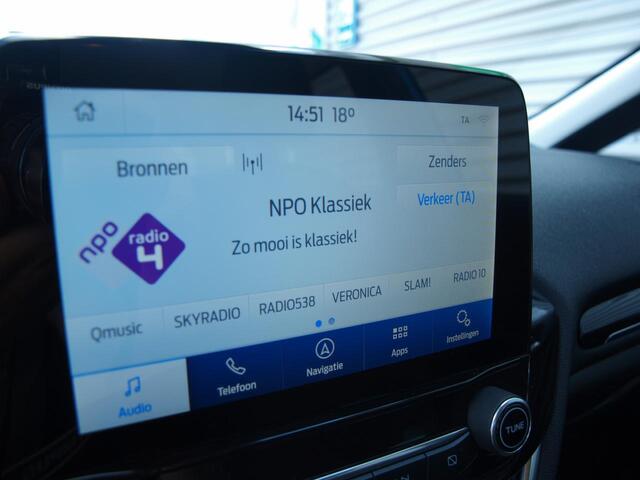 14:51 18° TA
Bronnen Zenders
NPO Klassiek Verkeer (TA)
npo radio 4
Zo mooi is klassiek!
Qmusic SKYRADIO RADIO538 VERONICA SLAM! RADIO 10
Audio Telefoon Navigatie Apps Instellingen
TUNE